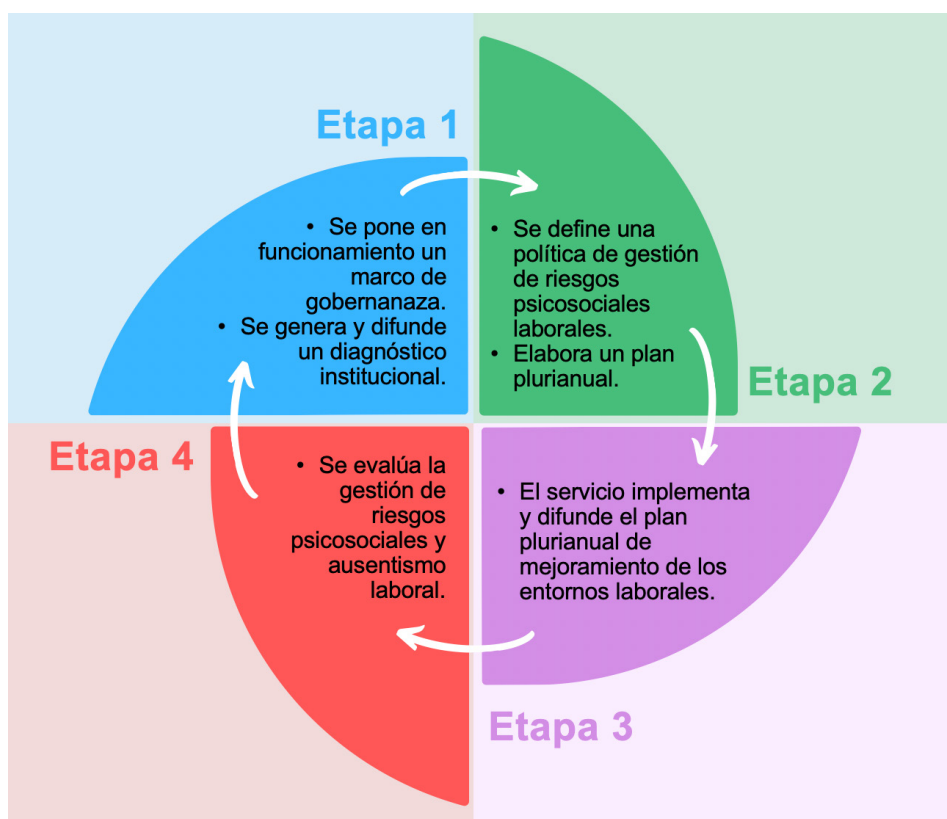 Etapa 1
• Se pone en
funcionamiento un
marco de
gobernanaza.
• Se genera y difunde
un diagnóstico
institucional.
• Se define una
política de gestión
de riesgos
psicosociales
laborales.
• Elabora un plan
plurianual.
Etapa 2
• El servicio implementa
y difunde el plan
plurianual de
mejoramiento de los
entornos laborales.
Etapa 3
Etapa 4
• Se evalúa la
gestión de
riesgos
psicosociales y
ausentismo
laboral.